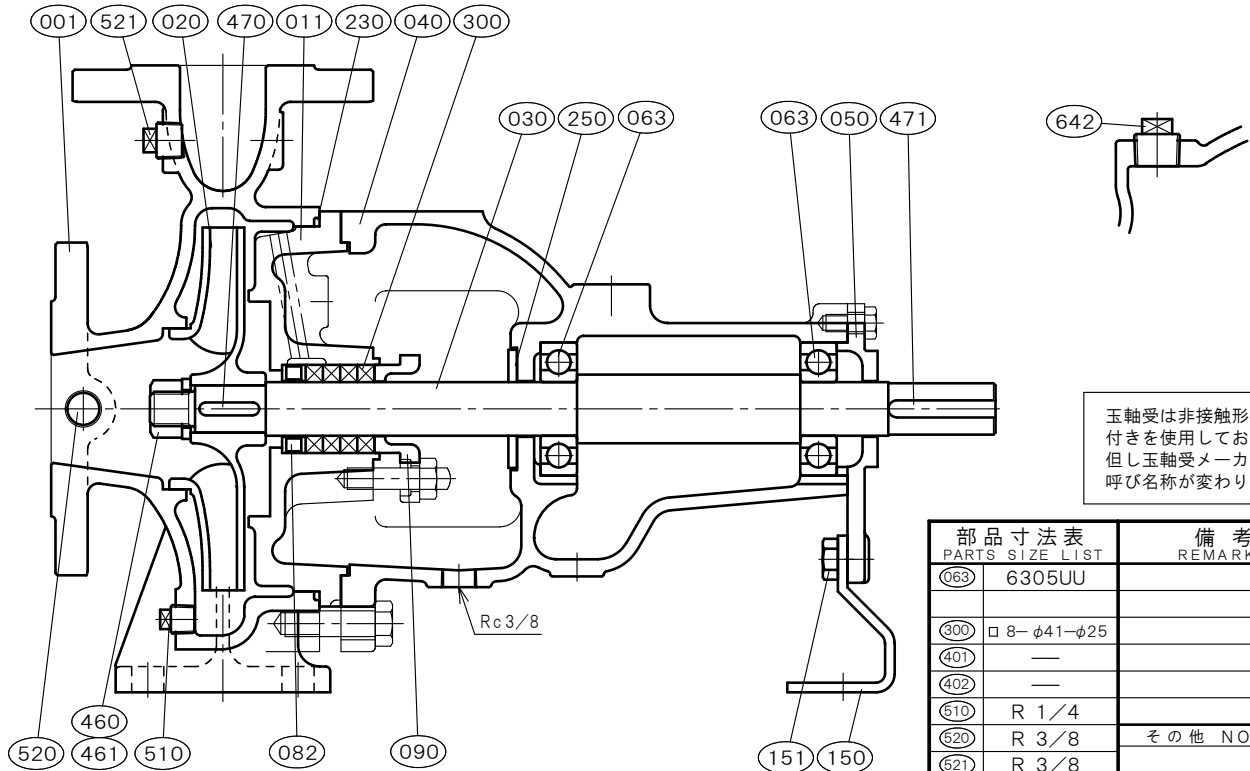 001 521 020 470 011 230 040 300
030 250 063 063 050 471
642
玉軸受は非接触形
付きを使用してお
但し玉軸受メーカ
呼び名称が変わり
Rc3/8
520 460 461 510 082 090 151 150
部品寸法表 備考
PARTS SIZE LIST REMARK
063 6305UU
300 □8-φ41-φ25
401 —
402 —
510 R 1/4
520 R 3/8 その他 NO
521 R 3/8